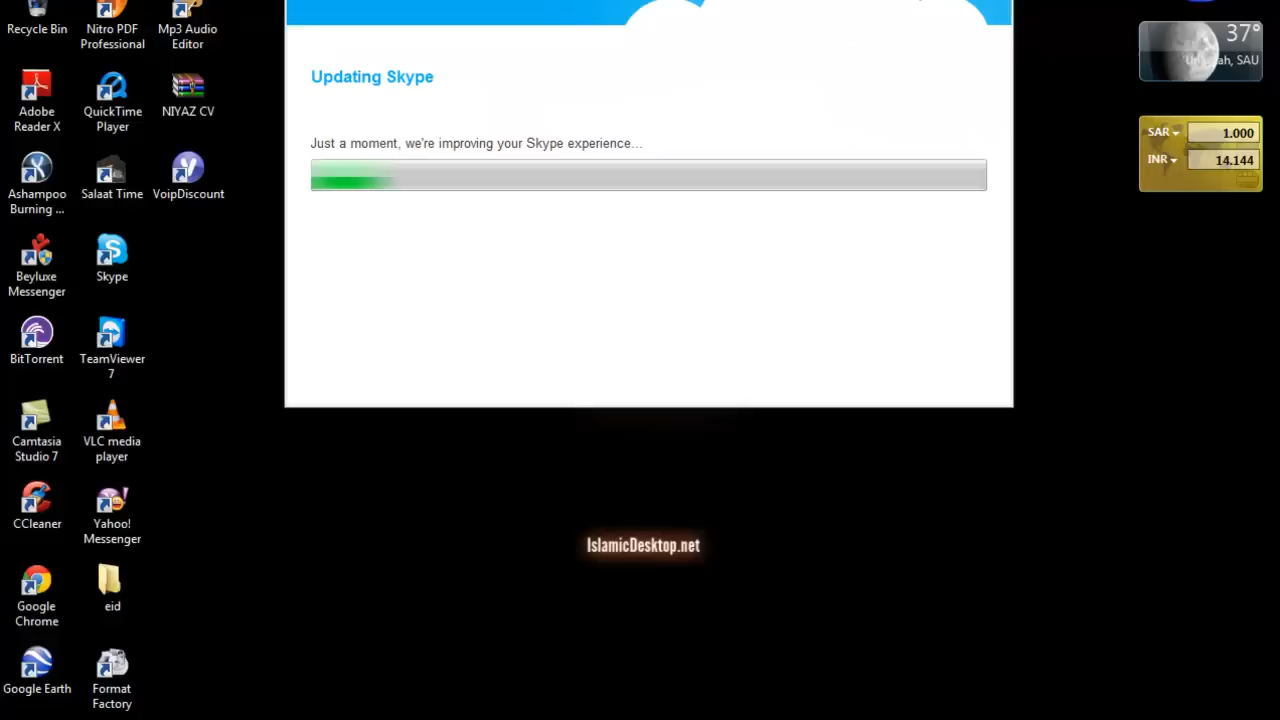 Recycle Bin
Nitro PDF
Professional
Mp3 Audio
Editor
Adobe
Reader X
QuickTime
Player
NIYAZ CV
Ashampoo
Burning ...
Salaat Time
VoipDiscount
Beyluxe
Messenger
Skype
BitTorrent
TeamViewer
7
Camtasia
Studio 7
VLC media
player
CCleaner
Yahoo!
Messenger
Google
Chrome
eid
Google Earth
Format
Factory
Updating Skype
Just a moment, we're improving your Skype experience...
IslamicDesktop.net
37°
SAU
SAR 1.000
INR 14.144